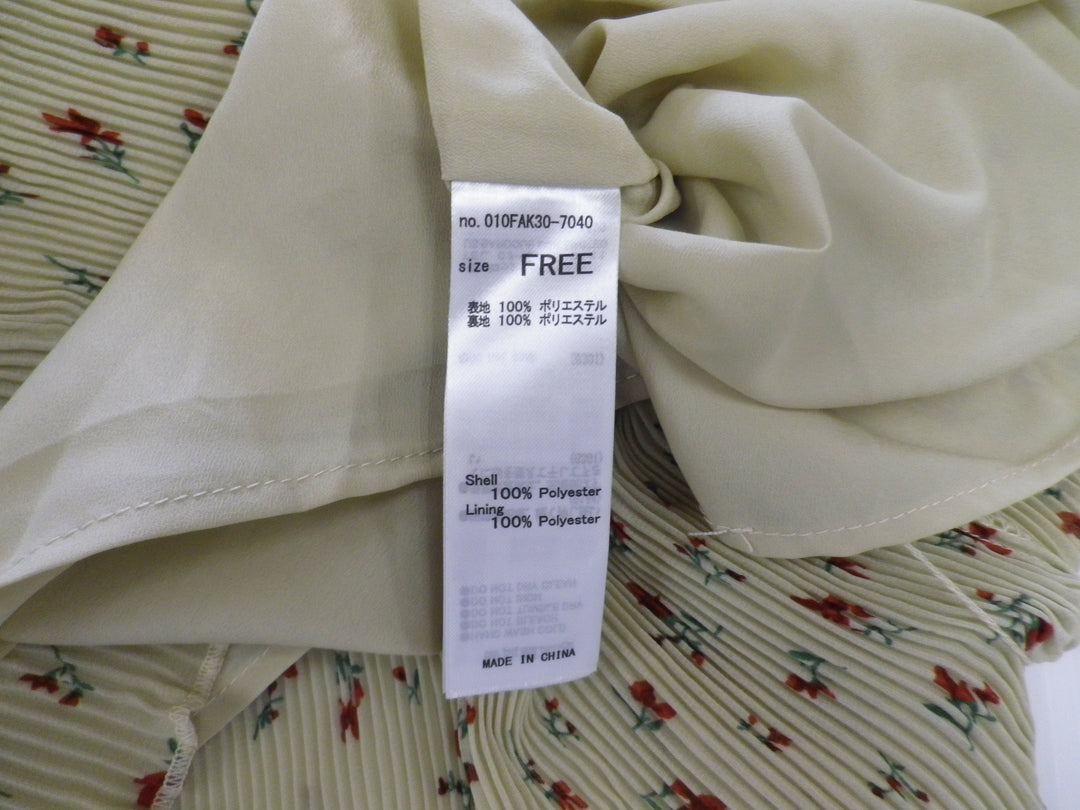 no. 010FAK30-7040
size FREE
表地 100% ポリエステル
裏地 100% ポリエステル
Shell
100% Polyester
Lining
100% Polyester
MADE IN CHINA